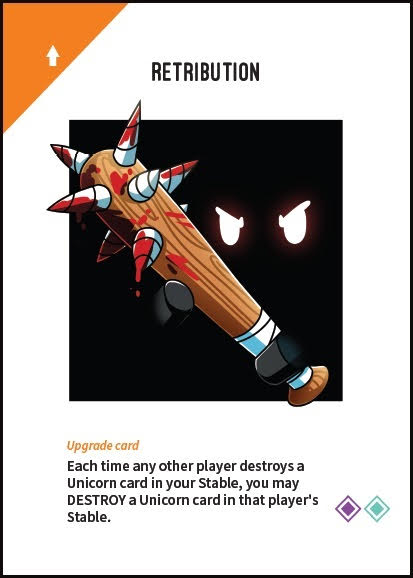 RETRIBUTION
Upgrade card
Each time any other player destroys a
Unicorn card in your Stable, you may
DESTROY a Unicorn card in that player's
Stable.